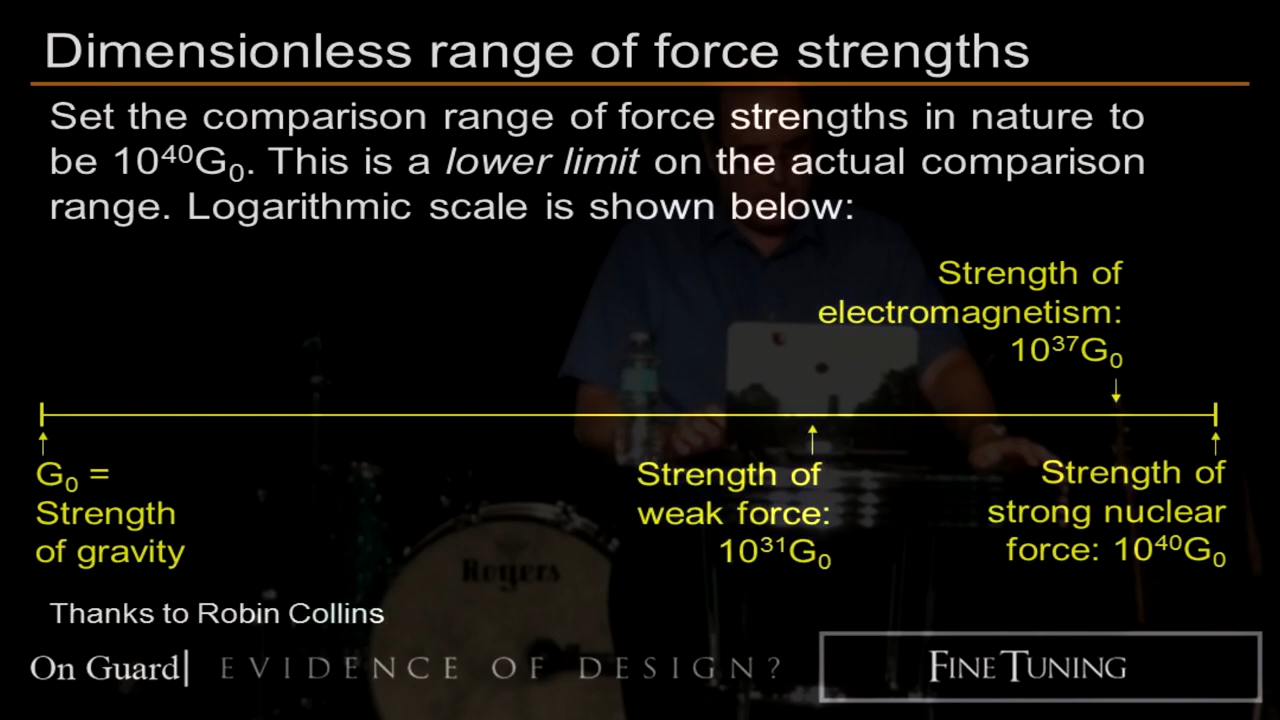 Dimensionless range of force strengths
Set the comparison range of force strengths in nature to
be 10⁴⁰G₀. This is a lower limit on the actual comparison
range. Logarithmic scale is shown below:
Strength of
electromagnetism:
10³⁷G₀
G₀ =
Strength
of gravity
Strength of
weak force:
10³¹G₀
Strength of
strong nuclear
force: 10⁴⁰G₀
Rogers
Thanks to Robin Collins
On Guard| EVIDENCE OF DESIGN?
FINE TUNING